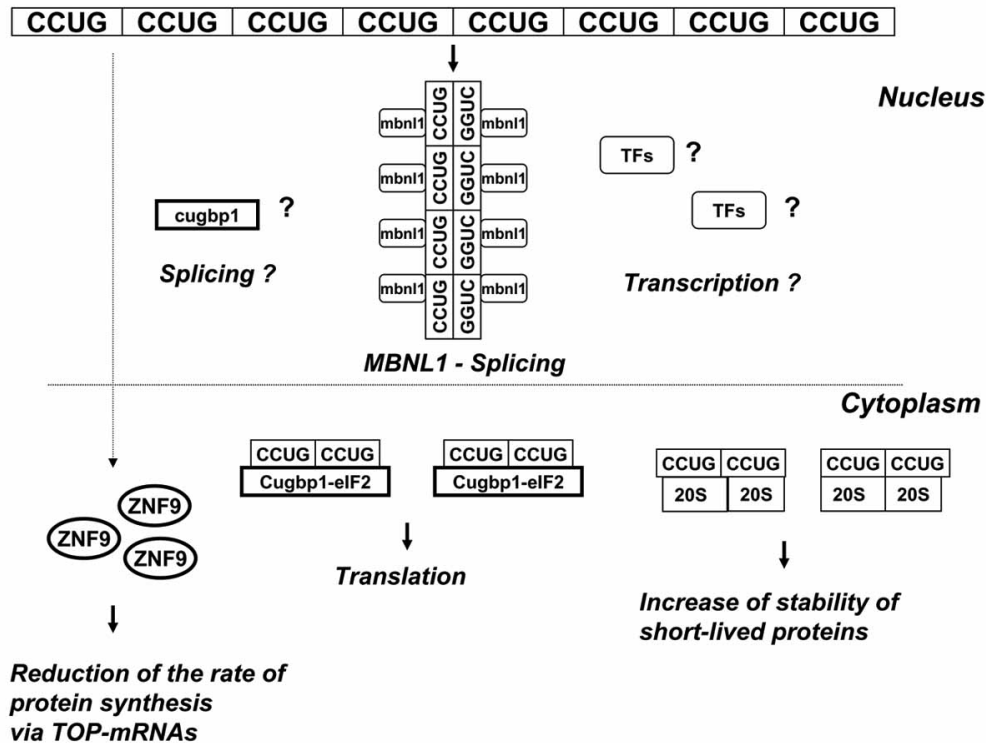 CCUG CCUG CCUG CCUG CCUG CCUG CCUG CCUG
Nucleus
mbnl1 CCUG GGUC mbnl1
mbnl1 CCUG GGUC mbnl1
mbnl1 CCUG GGUC mbnl1
mbnl1 CCUG GGUC mbnl1
cugbp1 ?
Splicing ?
TFs ?
TFs ?
Transcription ?
MBNL1 - Splicing
Cytoplasm
ZNF9
ZNF9
ZNF9
Reduction of the rate of
protein synthesis
via TOP-mRNAs
CCUG CCUG
Cugbp1-eIF2
CCUG CCUG
Cugbp1-eIF2
Translation
CCUG CCUG
20S 20S
CCUG CCUG
20S 20S
Increase of stability of
short-lived proteins